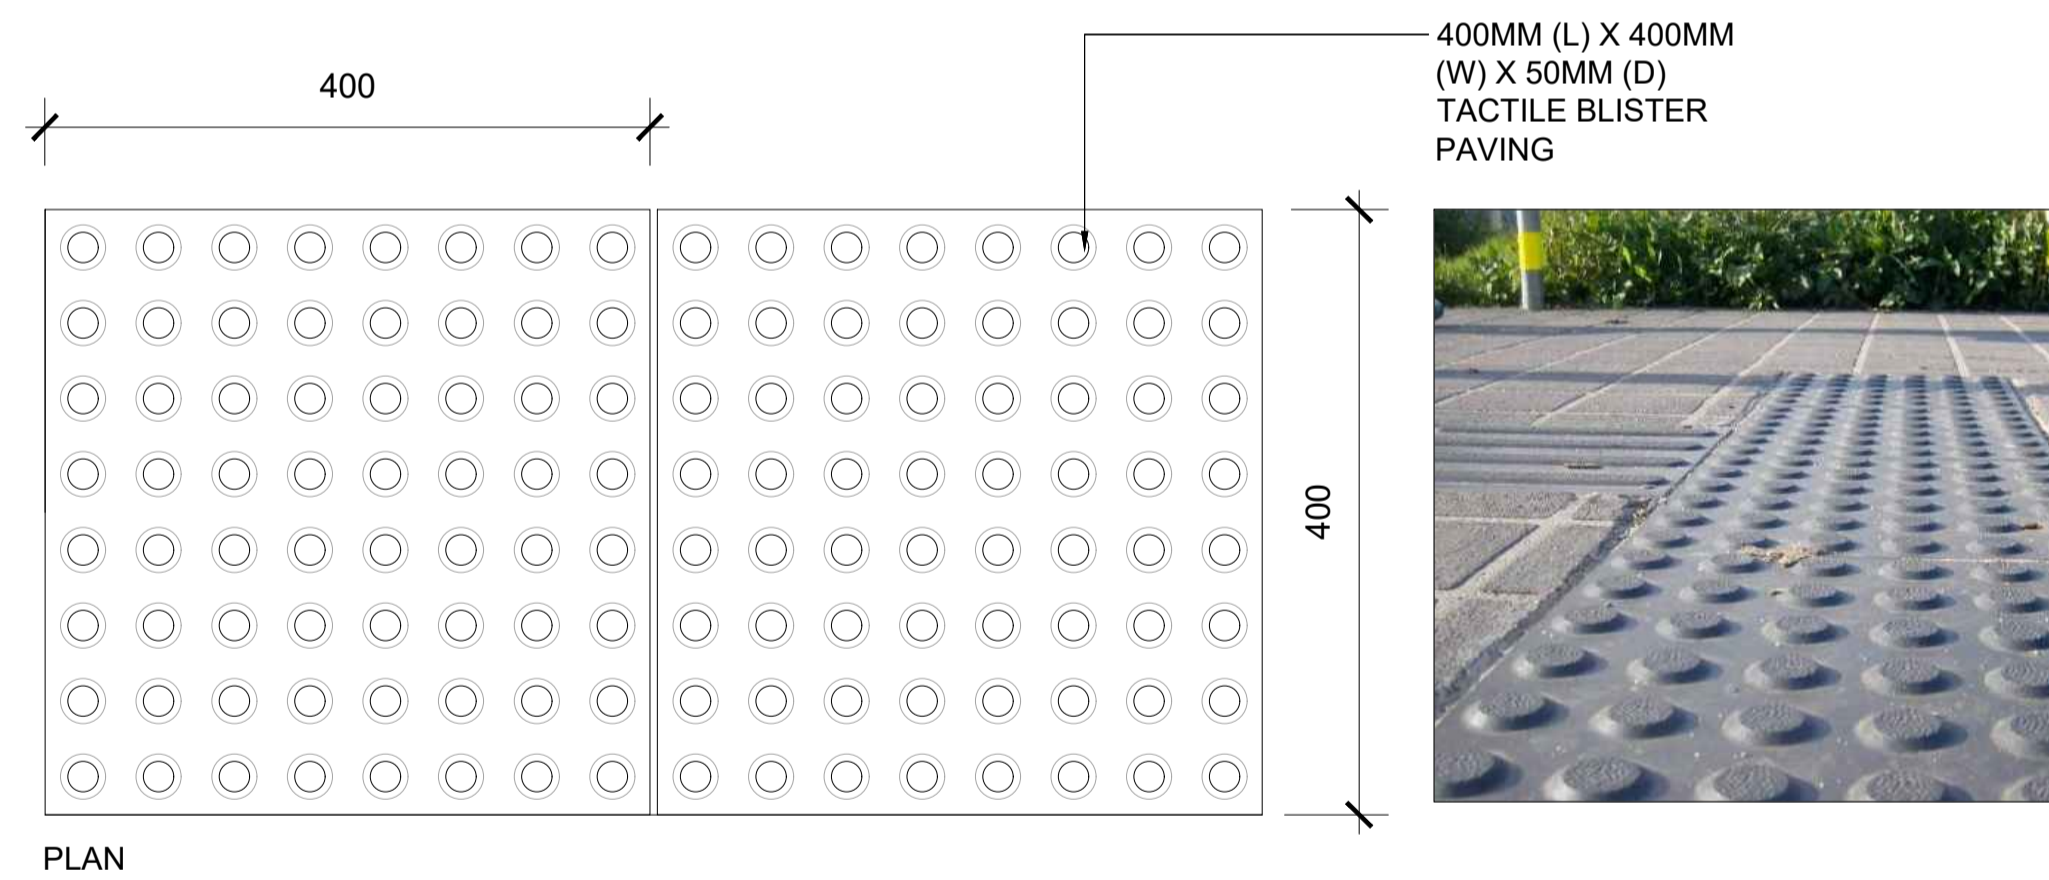 400
400MM (L) X 400MM
(W) X 50MM (D)
TACTILE BLISTER
PAVING
400
PLAN